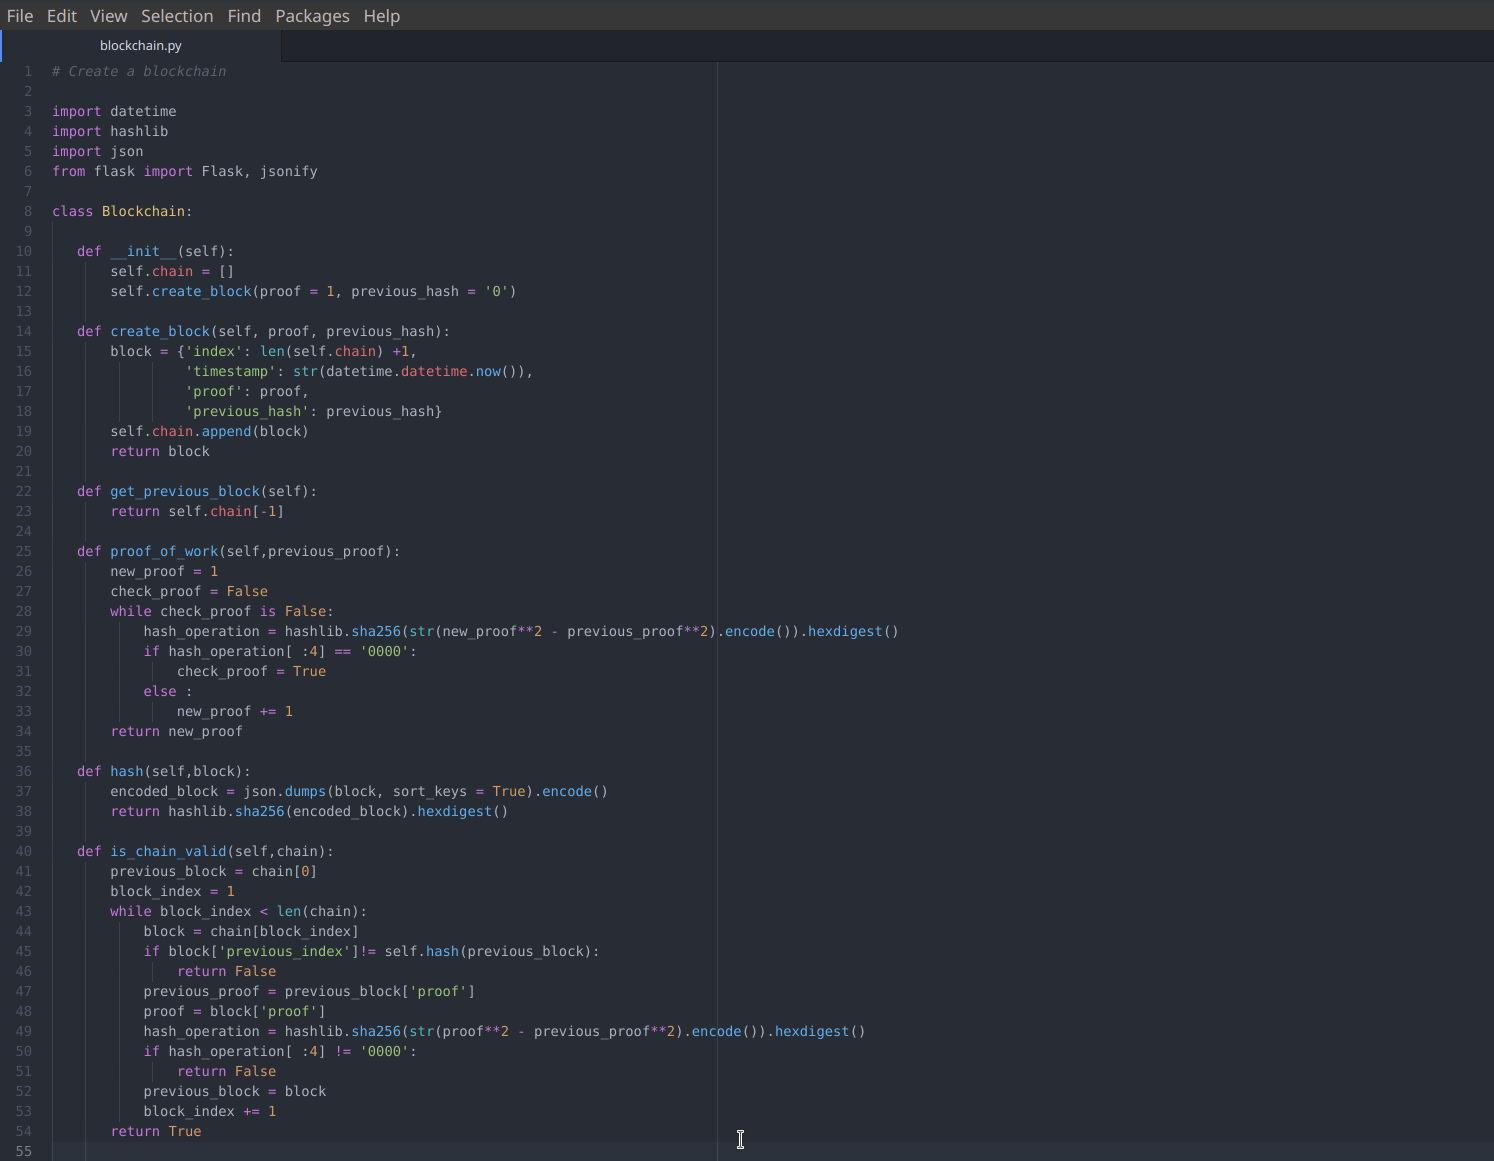 File Edit View Selection Find Packages Help
blockchain.py
1 # Create a blockchain
2
3 import datetime
4 import hashlib
5 import json
6 from flask import Flask, jsonify
7
8 class Blockchain:
9
10    def __init__(self):
11        self.chain = []
12        self.create_block(proof = 1, previous_hash = '0')
13
14    def create_block(self, proof, previous_hash):
15        block = {'index': len(self.chain) +1,
16                 'timestamp': str(datetime.datetime.now()),
17                 'proof': proof,
18                 'previous_hash': previous_hash}
19        self.chain.append(block)
20        return block
21
22    def get_previous_block(self):
23        return self.chain[-1]
24
25    def proof_of_work(self,previous_proof):
26        new_proof = 1
27        check_proof = False
28        while check_proof is False:
29            hash_operation = hashlib.sha256(str(new_proof**2 - previous_proof**2).encode()).hexdigest()
30            if hash_operation[ :4] == '0000':
31                check_proof = True
32            else :
33                new_proof += 1
34        return new_proof
35
36    def hash(self,block):
37        encoded_block = json.dumps(block, sort_keys = True).encode()
38        return hashlib.sha256(encoded_block).hexdigest()
39
40    def is_chain_valid(self,chain):
41        previous_block = chain[0]
42        block_index = 1
43        while block_index < len(chain):
44            block = chain[block_index]
45            if block['previous_index']!= self.hash(previous_block):
46                return False
47            previous_proof = previous_block['proof']
48            proof = block['proof']
49            hash_operation = hashlib.sha256(str(proof**2 - previous_proof**2).encode()).hexdigest()
50            if hash_operation[ :4] != '0000':
51                return False
52            previous_block = block
53            block_index += 1
54        return True
55